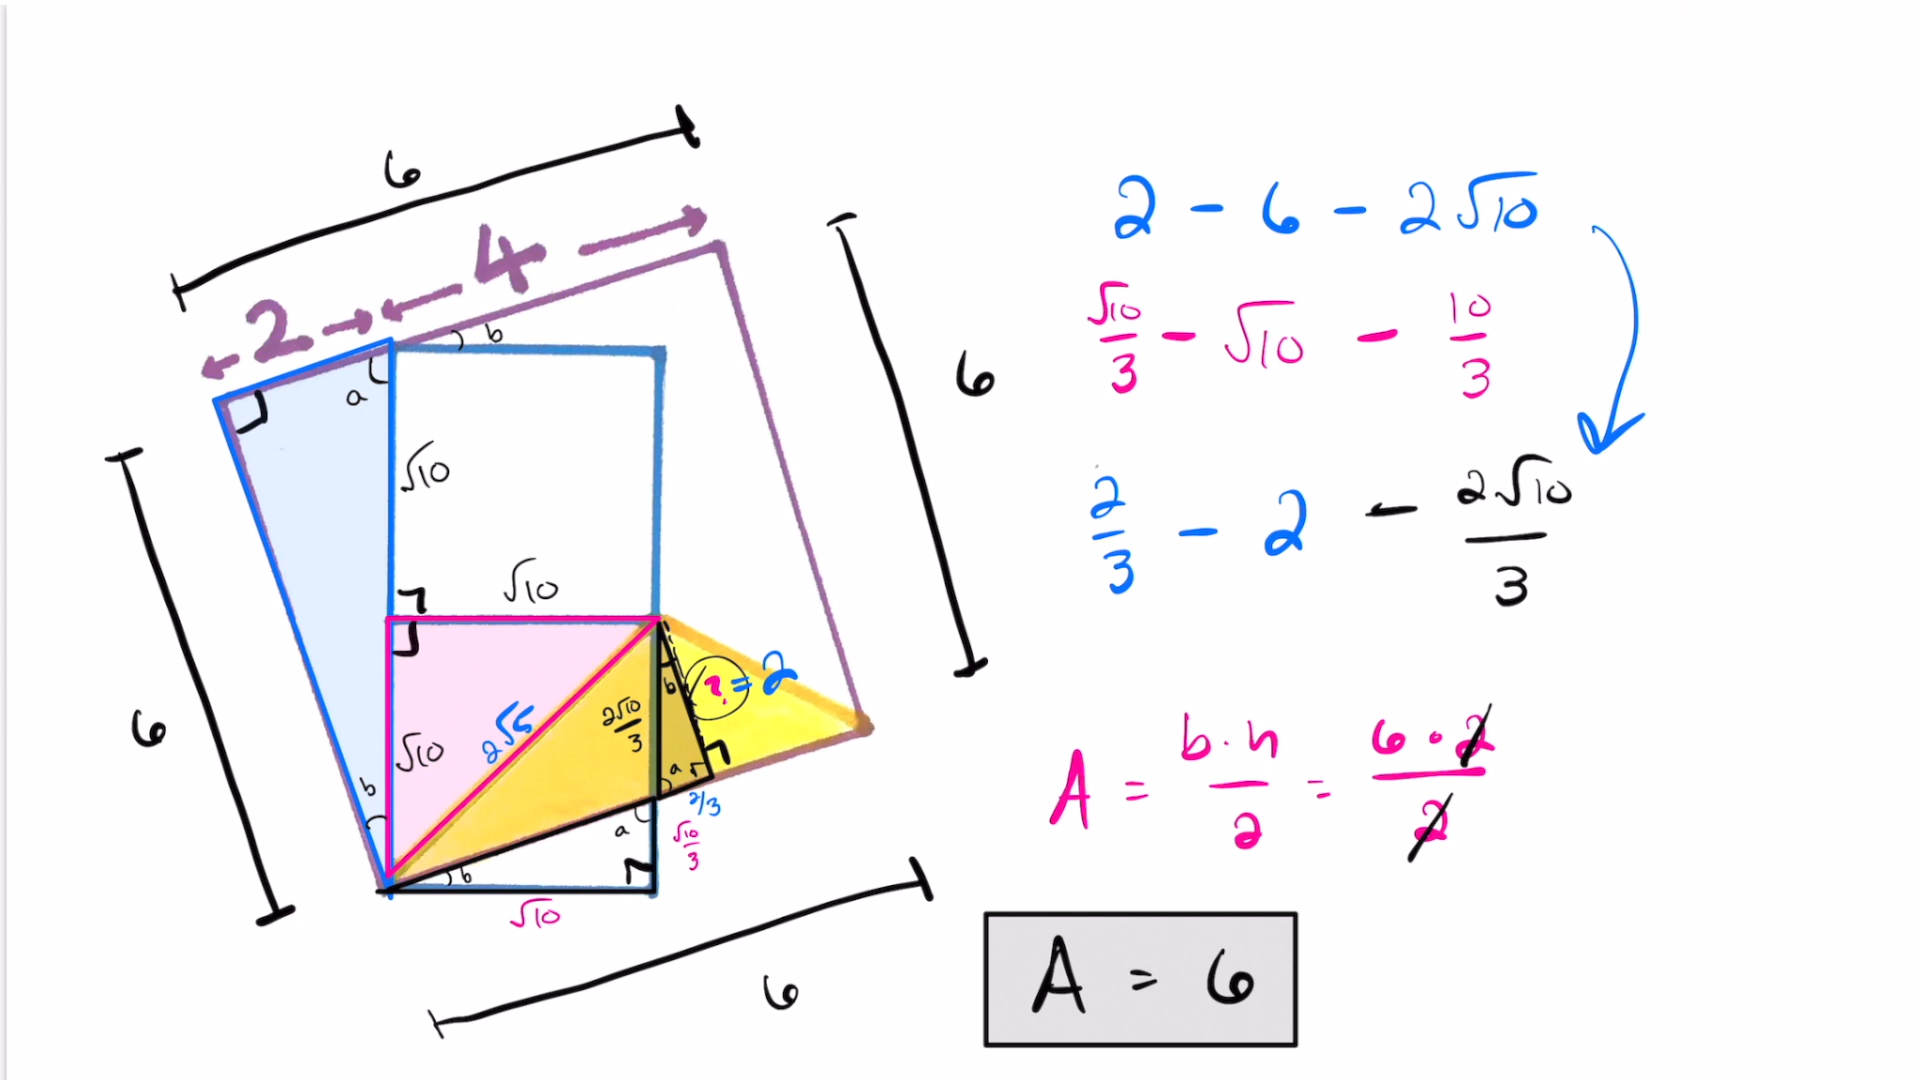 6
4
2
b
a
6
√10
√10
2 - 6 - 2√10
√10/3 - √10 - 10/3
2/3 - 2 - 2√10/3
6
√10
2√5
2√10/3
b
? = 2
b
a
2/3
a
√10/3
b
√10
6
A = b·h/2 = 6·2/2
A = 6